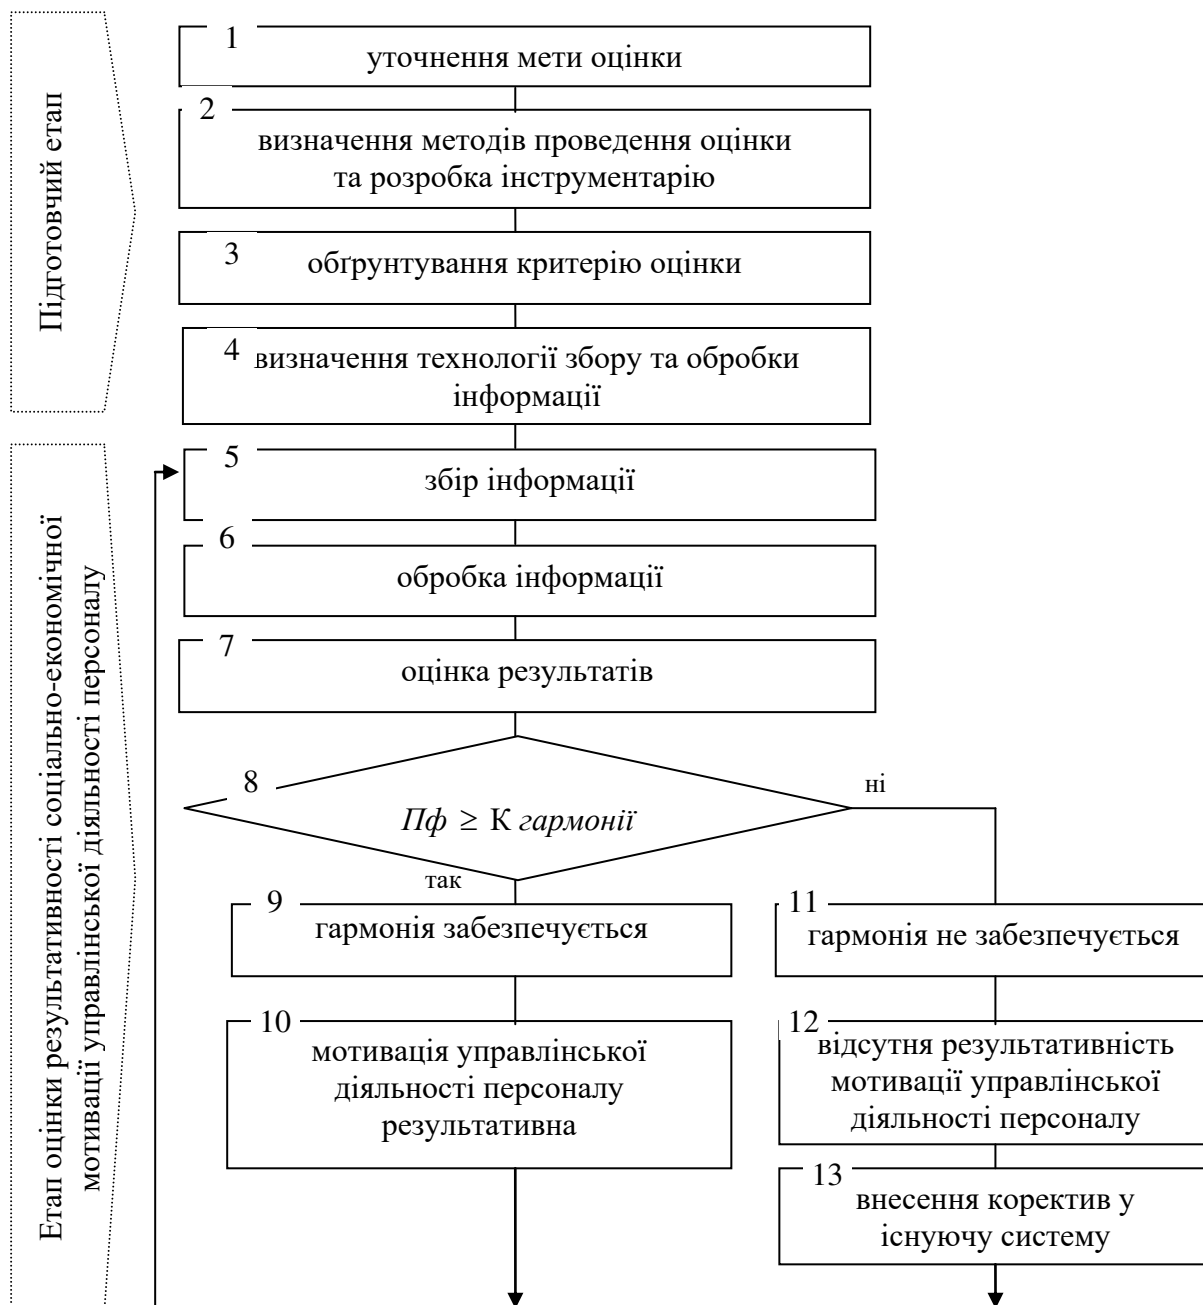 Підготовчий етап
1
уточнення мети оцінки
2
визначення методів проведення оцінки
та розробка інструментарію
3
обґрунтування критерію оцінки
4
визначення технології збору та обробки
інформації
Етап оцінки результативності соціально-економічної
мотивації управлінської діяльності персоналу
5
збір інформації
6
обробка інформації
7
оцінка результатів
8
Пф ≥ К гармонії
ні
так
9
гармонія забезпечується
11
гармонія не забезпечується
10
мотивація управлінської
діяльності персоналу
результативна
12
відсутня результативність
мотивації управлінської
діяльності персоналу
13
внесення коректив у
існуючу систему